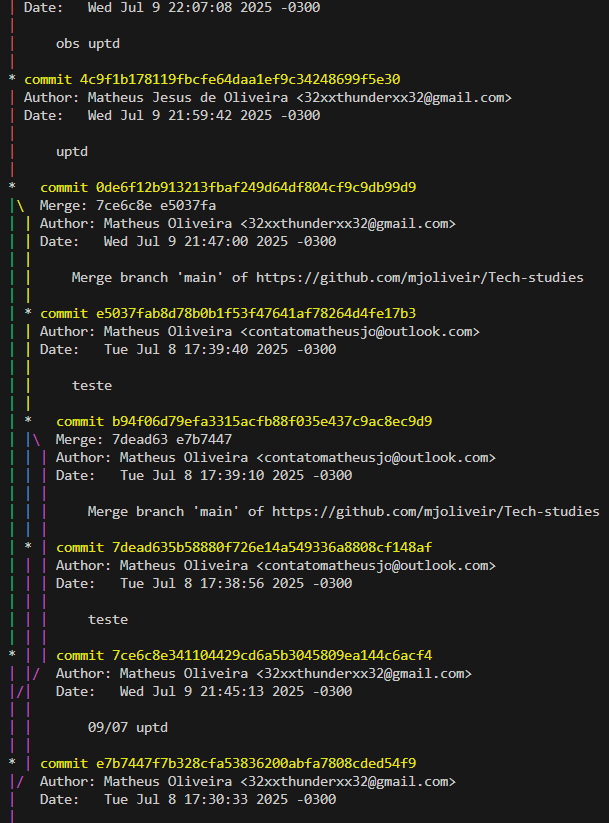 Date:   Wed Jul 9 22:07:08 2025 -0300
obs uptd
* commit 4c9f1b178119fbcfe64daa1ef9c34248699f5e30
Author: Matheus Jesus de Oliveira <32xxthunderxx32@gmail.com>
Date:   Wed Jul 9 21:59:42 2025 -0300
uptd
* commit 0de6f12b913213fbaf249d64df804cf9c9db99d9
Merge: 7ce6c8e e5037fa
Author: Matheus Oliveira <32xxthunderxx32@gmail.com>
Date:   Wed Jul 9 21:47:00 2025 -0300
Merge branch 'main' of https://github.com/mjoliveir/Tech-studies
* commit e5037fab8d78b0b1f53f47641af78264d4fe17b3
Author: Matheus Oliveira <contatomatheusjo@outlook.com>
Date:   Tue Jul 8 17:39:40 2025 -0300
teste
* commit b94f06d79efa3315acfb88f035e437c9ac8ec9d9
Merge: 7dead63 e7b7447
Author: Matheus Oliveira <contatomatheusjo@outlook.com>
Date:   Tue Jul 8 17:39:10 2025 -0300
Merge branch 'main' of https://github.com/mjoliveir/Tech-studies
* commit 7dead635b58880f726e14a549336a8808cf148af
Author: Matheus Oliveira <contatomatheusjo@outlook.com>
Date:   Tue Jul 8 17:38:56 2025 -0300
teste
* commit 7ce6c8e341104429cd6a5b3045809ea144c6acf4
Author: Matheus Oliveira <32xxthunderxx32@gmail.com>
Date:   Wed Jul 9 21:45:13 2025 -0300
09/07 uptd
* commit e7b7447f7b328cfa53836200abfa7808cded54f9
Author: Matheus Oliveira <32xxthunderxx32@gmail.com>
Date:   Tue Jul 8 17:30:33 2025 -0300